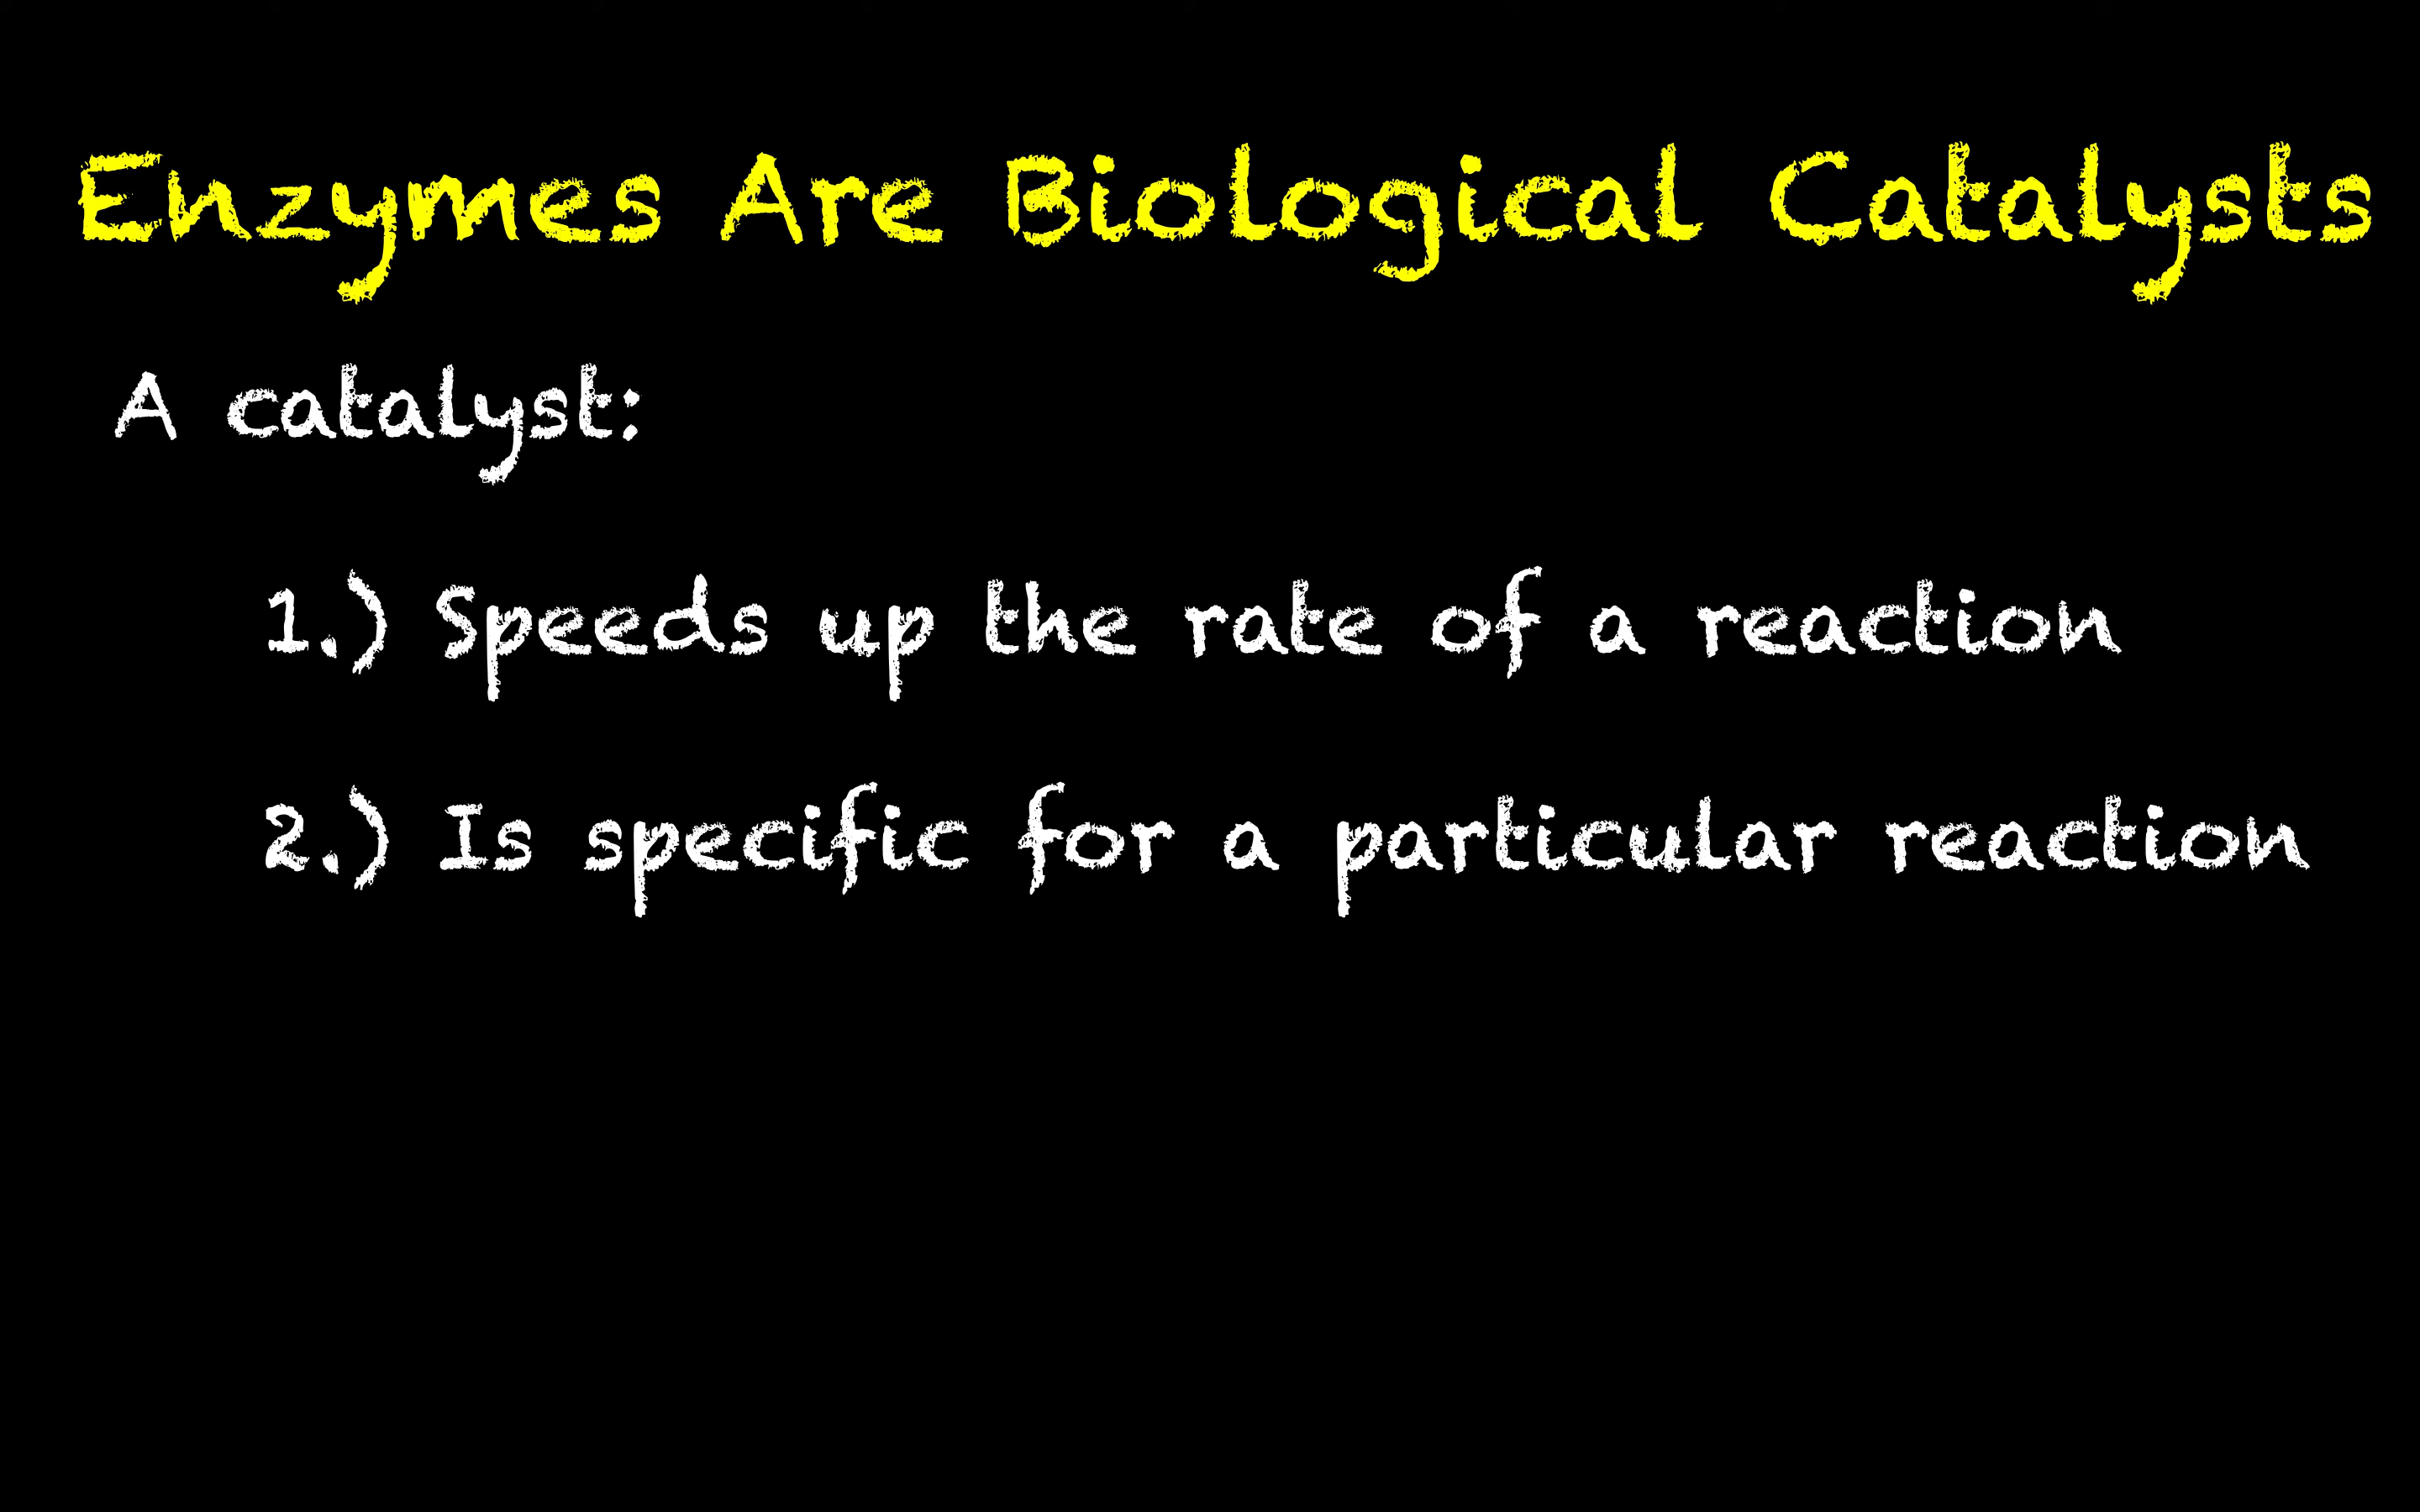 Enzymes Are Biological Catalysts
A catalyst:
1.) Speeds up the rate of a reaction
2.) Is specific for a particular reaction